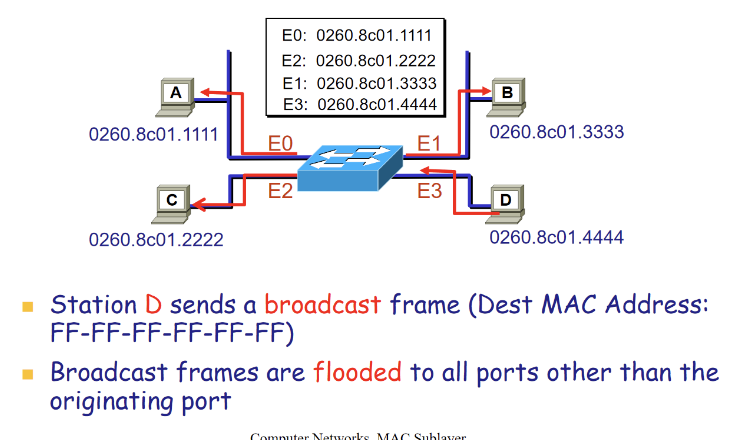 E0: 0260.8c01.1111
E2: 0260.8c01.2222
E1: 0260.8c01.3333
E3: 0260.8c01.4444
A
B
0260.8c01.1111
0260.8c01.3333
E0
E1
C
E2
E3
D
0260.8c01.2222
0260.8c01.4444
Station D sends a broadcast frame (Dest MAC Address:
FF-FF-FF-FF-FF-FF)
Broadcast frames are flooded to all ports other than the
originating port
Computer Networks, MAC Sublayer